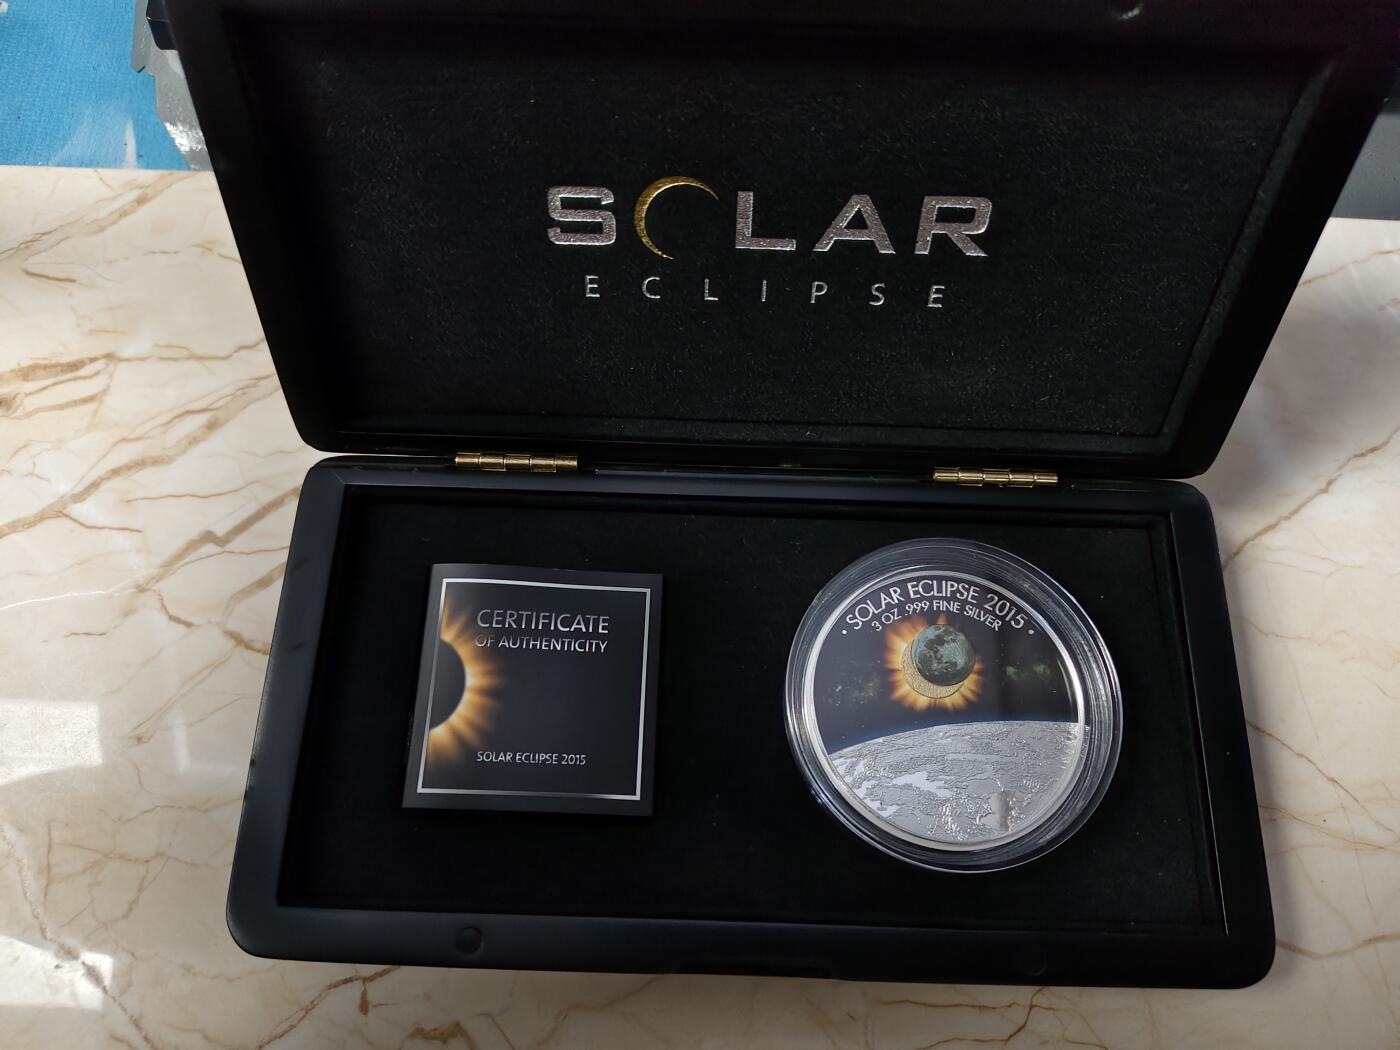 SOLAR
ECLIPSE
CERTIFICATE
OF AUTHENTICITY
SOLAR ECLIPSE 2015
• SOLAR ECLIPSE 2015 •
3 OZ .999 FINE SILVER